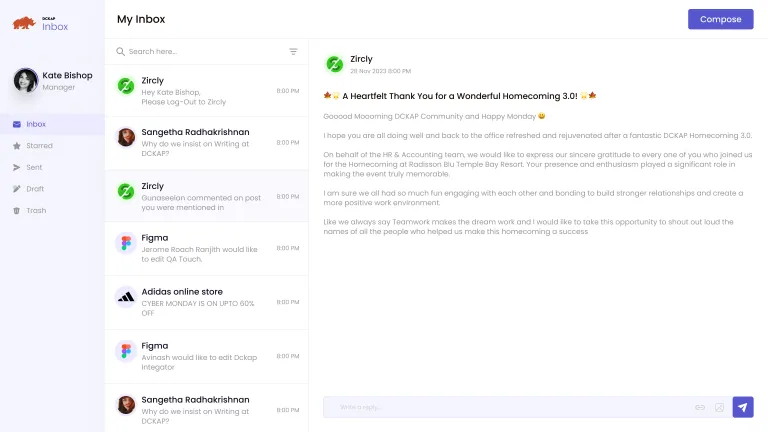 DCKAP
Inbox
Kate Bishop
Manager
Inbox
Starred
Sent
Draft
Trash
My Inbox
Compose
Search here...
Zircly
Hey Kate Bishop,
Please Log-Out to Zircly
8:00 PM
Sangetha Radhakrishnan
Why do we insist on Writing at
DCKAP?
8:00 PM
Zircly
Gunaseelan commented on post
you were mentioned in
8:00 PM
Figma
Jerome Roach Ranjith would like
to edit QA Touch.
8:00 PM
Adidas online store
CYBER MONDAY IS ON UPTO 60%
OFF
8:00 PM
Figma
Avinash would like to edit Dckap
Integator
8:00 PM
Sangetha Radhakrishnan
Why do we insist on Writing at
DCKAP?
8:00 PM
Zircly
28 Nov 2023 8:00 PM
🍁🌟 A Heartfelt Thank You for a Wonderful Homecoming 3.0! 🌟🍁
Gooood Moooorning DCKAP Community and Happy Monday 😀
I hope you are all doing well and back to the office refreshed and rejuvenated after a fantastic DCKAP Homecoming 3.0.
On behalf of the HR & Accounting team, we would like to express our sincere gratitude to every one of you who joined us
for the Homecoming at Radisson Blu Temple Bay Resort. Your presence and enthusiasm played a significant role in
making the event truly memorable.
I am sure we all had so much fun engaging with each other and bonding to build stronger relationships and create a
more positive work environment.
Like we always say Teamwork makes the dream work and I would like to take this opportunity to shout out loud the
names of all the people who helped us make this homecoming a success
Write a reply...